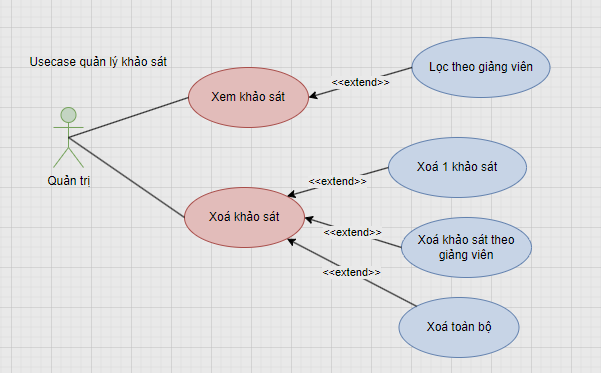 Usecase quản lý khảo sát
Lọc theo giảng viên
<<extend>>
Xem khảo sát
Quản trị
Xoá 1 khảo sát
<<extend>>
Xoá khảo sát
<<extend>>
Xoá khảo sát theo
giảng viên
<<extend>>
Xoá toàn bộ